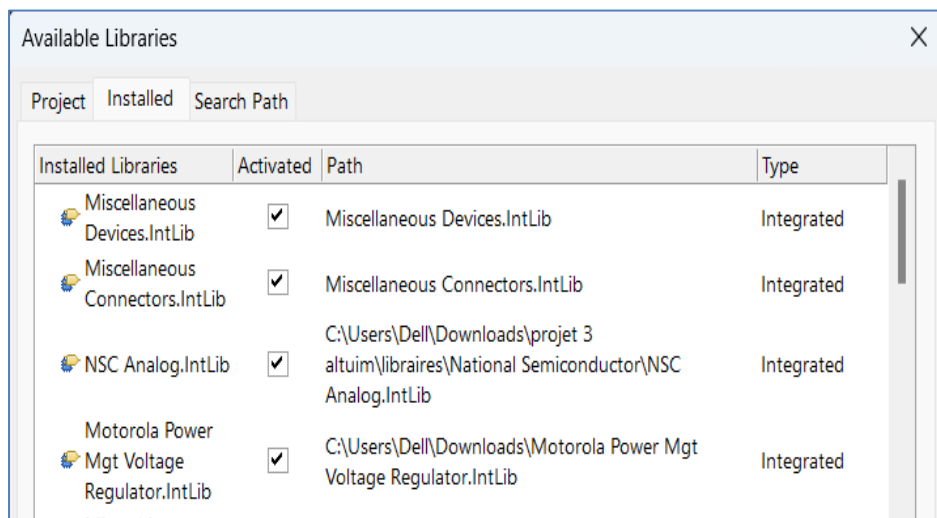 Available Libraries
Project Installed Search Path
Installed Libraries Activated Path Type
Miscellaneous
Devices.IntLib
Miscellaneous Devices.IntLib
Integrated
Miscellaneous
Connectors.IntLib
Miscellaneous Connectors.IntLib
Integrated
NSC Analog.IntLib
C:\Users\Dell\Downloads\projet 3
altuim\libraires\National Semiconductor\NSC
Analog.IntLib
Integrated
Motorola Power
Mgt Voltage
Regulator.IntLib
C:\Users\Dell\Downloads\Motorola Power Mgt
Voltage Regulator.IntLib
Integrated